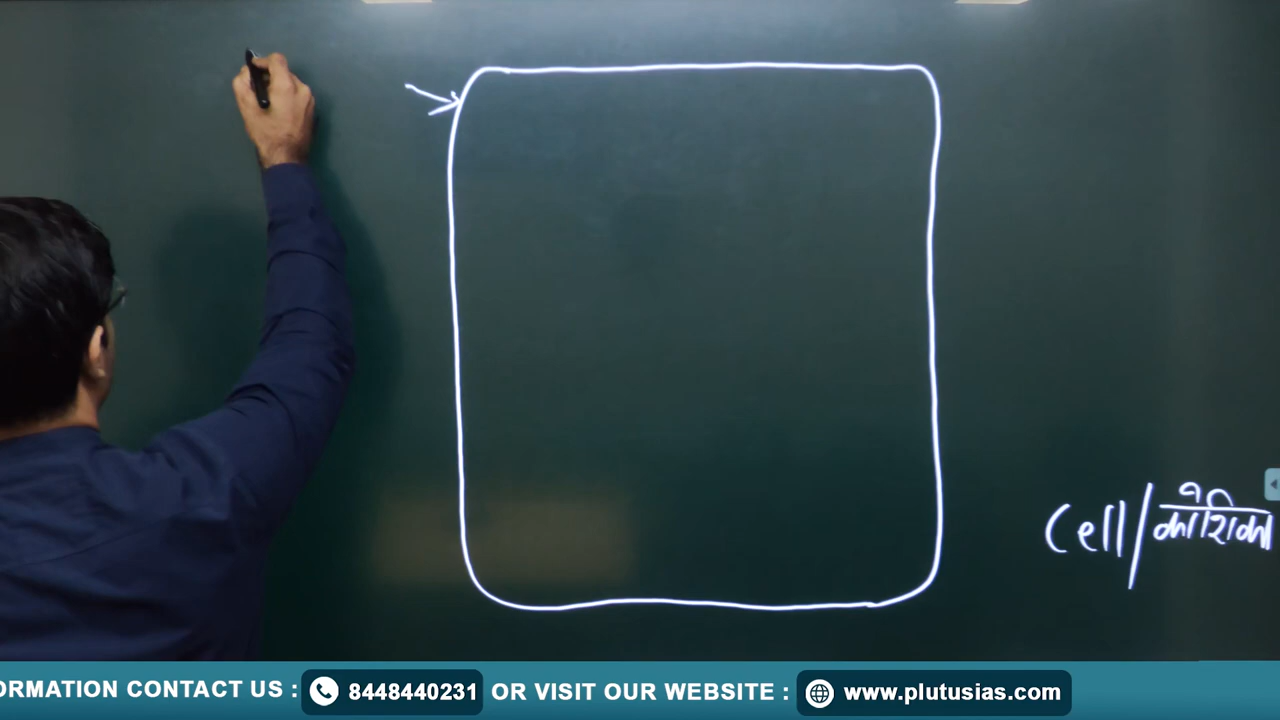 Cell/कोशिका
ORMATION CONTACT US : 8448440231 OR VISIT OUR WEBSITE : www.plutusias.com